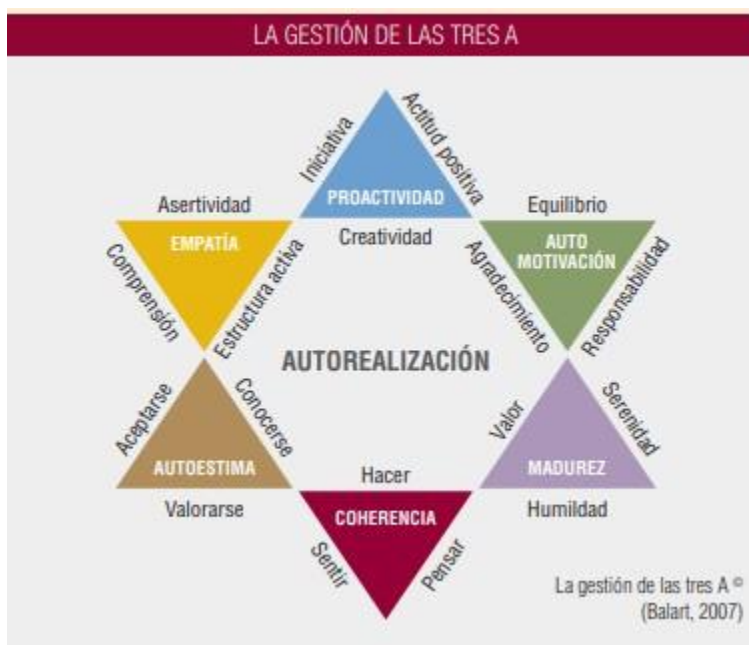 LA GESTIÓN DE LAS TRES A
Iniciativa
Actitud positiva
PROACTIVIDAD
Creatividad
Asertividad
EMPATÍA
Comprensión
Estructura activa
Equilibrio
AUTO
MOTIVACIÓN
Agradecimiento
Responsabilidad
AUTOREALIZACIÓN
Aceptarse
Conocerse
AUTOESTIMA
Valorarse
Valor
Serenidad
MADUREZ
Humildad
Hacer
COHERENCIA
Sentir
Pensar
La gestión de las tres A ©
(Balart, 2007)